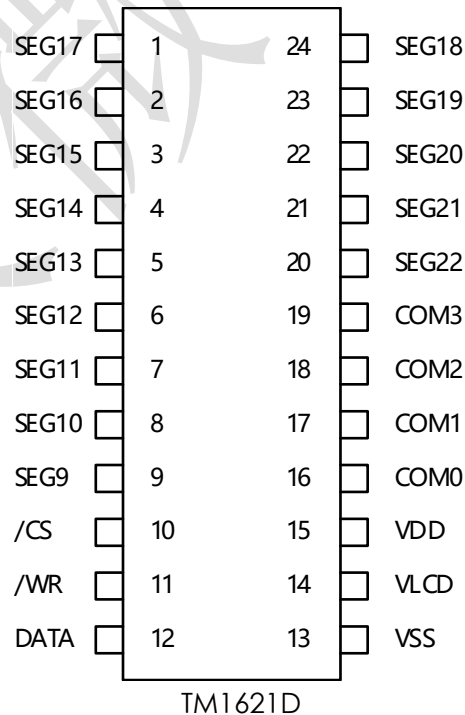 SEG17 1 24 SEG18
SEG16 2 23 SEG19
SEG15 3 22 SEG20
SEG14 4 21 SEG21
SEG13 5 20 SEG22
SEG12 6 19 COM3
SEG11 7 18 COM2
SEG10 8 17 COM1
SEG9 9 16 COM0
/CS 10 15 VDD
/WR 11 14 VLCD
DATA 12 13 VSS
TM1621D